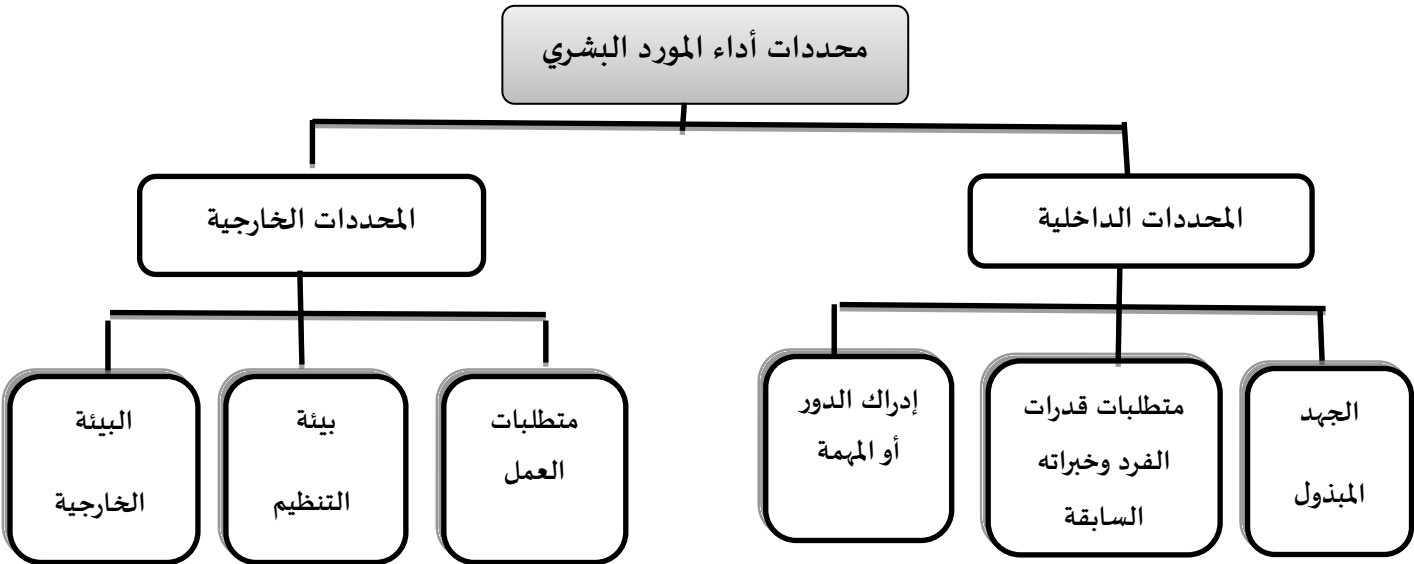 محددات أداء المورد البشري
المحددات الداخلية
المحددات الخارجية
الجهد
المبذول
متطلبات قدرات
الفرد وخبراته
السابقة
إدراك الدور
أو المهمة
متطلبات
العمل
بيئة
التنظيم
البيئة
الخارجية